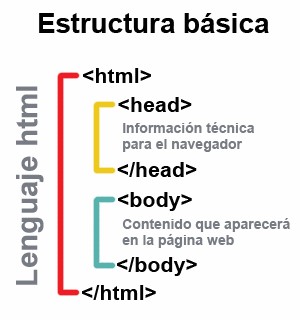 Estructura básica
Lenguaje html
<html>
<head>
Información técnica
para el navegador
</head>
<body>
Contenido que aparecerá
en la página web
</body>
</html>